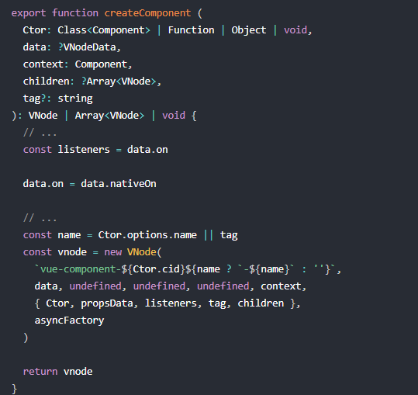 export function createComponent (
  Ctor: Class<Component> | Function | Object | void,
  data: ?VNodeData,
  context: Component,
  children: ?Array<VNode>,
  tag?: string
): VNode | Array<VNode> | void {
  // ...
  const listeners = data.on
  data.on = data.nativeOn
  // ...
  const name = Ctor.options.name || tag
  const vnode = new VNode(
    `vue-component-${Ctor.cid}${name ? `-${name}` : ''}`,
    data, undefined, undefined, undefined, context,
    { Ctor, propsData, listeners, tag, children },
    asyncFactory
  )
  return vnode
}